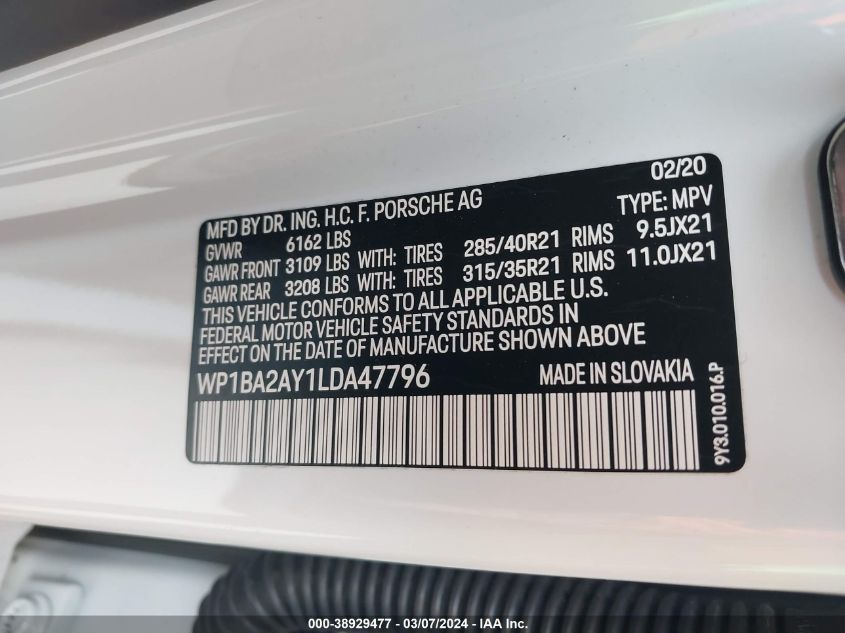 02/20
MFD BY DR. ING. H.C. F. PORSCHE AG TYPE: MPV
GVWR 6162 LBS
GAWR FRONT 3109 LBS WITH: TIRES 285/40R21 RIMS 9.5JX21
GAWR REAR 3208 LBS WITH: TIRES 315/35R21 RIMS 11.0JX21
THIS VEHICLE CONFORMS TO ALL APPLICABLE U.S.
FEDERAL MOTOR VEHICLE SAFETY STANDARDS IN
EFFECT ON THE DATE OF MANUFACTURE SHOWN ABOVE
WP1BA2AY1LDA47796 MADE IN SLOVAKIA
9Y3.010.016.P
000-38929477 - 03/07/2024 - IAA Inc.